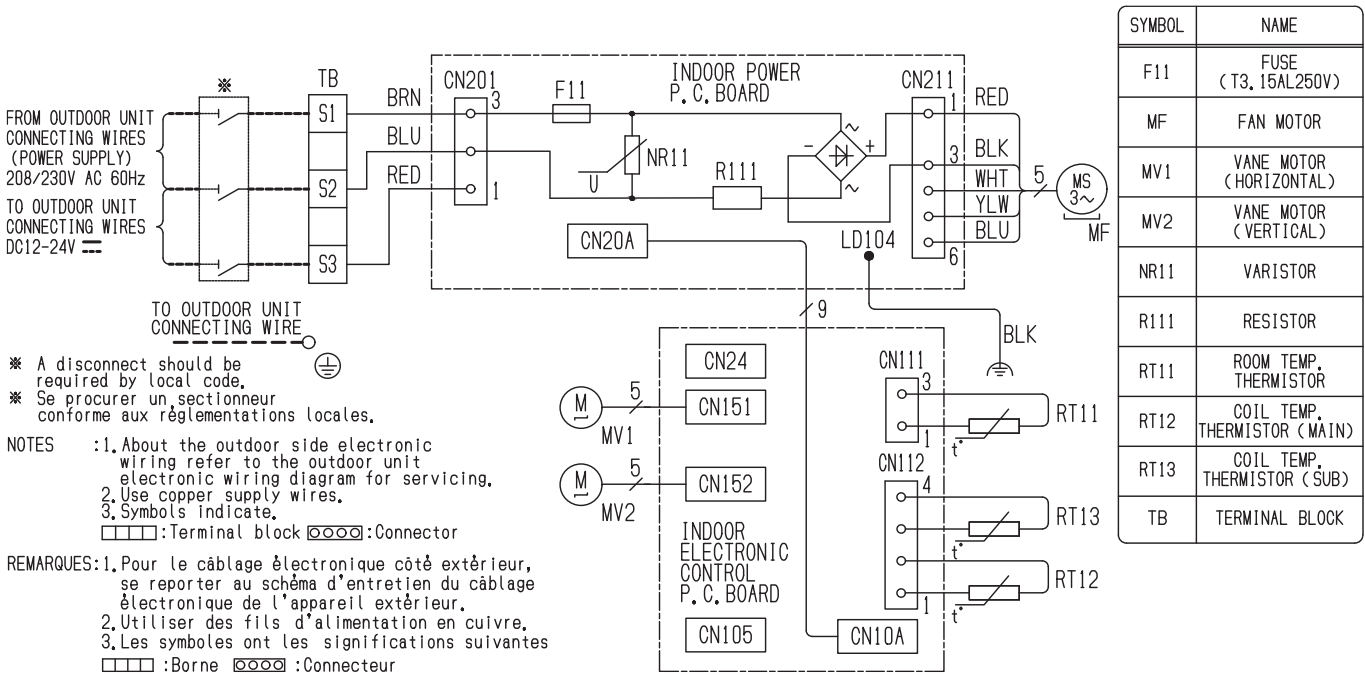 ※
TB
S1
S2
S3
FROM OUTDOOR UNIT
CONNECTING WIRES
(POWER SUPPLY)
208/230V AC 60Hz
TO OUTDOOR UNIT
CONNECTING WIRES
DC12-24V
BRN
BLU
RED
CN201
3
1
F11
INDOOR POWER
P.C.BOARD
NR11
U
R111
~
- +
~
CN211
1
3
6
RED
BLK
WHT
YLW
BLU
5
MS
3~
MF
CN20A
LD104
9
BLK
TO OUTDOOR UNIT
CONNECTING WIRE
※ A disconnect should be
required by local code.
※ Se procurer un sectionneur
conforme aux réglementations locales.
NOTES :1.About the outdoor side electronic
wiring refer to the outdoor unit
electronic wiring diagram for servicing.
2.Use copper supply wires.
3.Symbols indicate.
:Terminal block :Connector
REMARQUES:1.Pour le câblage électronique côté extérieur,
se reporter au schéma d'entretien du câblage
électronique de l'appareil extérieur.
2.Utiliser des fils d'alimentation en cuivre.
3.Les symboles ont les significations suivantes
:Borne :Connecteur
M
5
MV1
M
5
MV2
CN24
CN151
CN152
INDOOR
ELECTRONIC
CONTROL
P.C.BOARD
CN105
CN10A
CN111
3
1
t°
RT11
CN112
4
1
t°
RT13
t°
RT12
SYMBOL NAME
F11 FUSE
(T3.15AL250V)
MF FAN MOTOR
MV1 VANE MOTOR
(HORIZONTAL)
MV2 VANE MOTOR
(VERTICAL)
NR11 VARISTOR
R111 RESISTOR
RT11 ROOM TEMP.
THERMISTOR
RT12 COIL TEMP.
THERMISTOR (MAIN)
RT13 COIL TEMP.
THERMISTOR (SUB)
TB TERMINAL BLOCK